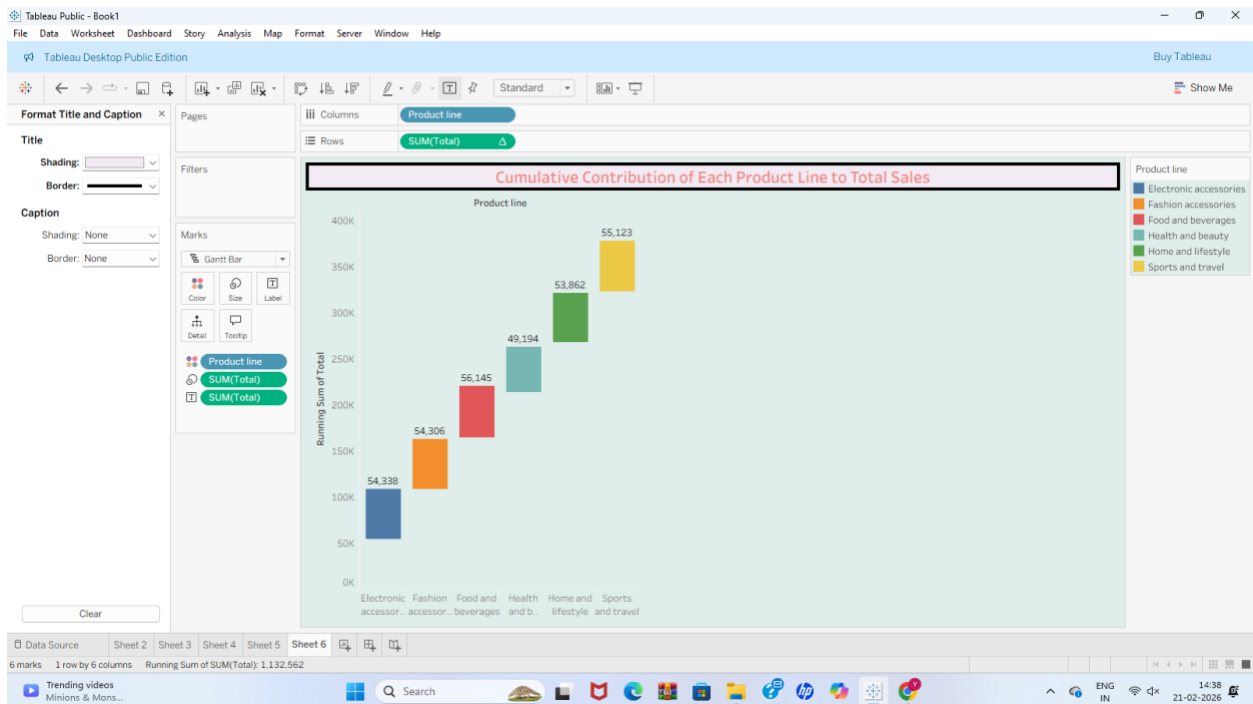 Tableau Public - Book1
File Data Worksheet Dashboard Story Analysis Map Format Server Window Help
Tableau Desktop Public Edition
Buy Tableau
Standard
Show Me
Format Title and Caption ×
Title
Shading:
Border:
Caption
Shading: None
Border: None
Clear
Pages
Filters
Marks
Gantt Bar
Color Size Label
Detail Tooltip
Product line
SUM(Total)
SUM(Total)
Columns Product line
Rows SUM(Total) Δ
Cumulative Contribution of Each Product Line to Total Sales
Product line
Running Sum of Total
400K
350K
300K
250K
200K
150K
100K
50K
0K
54,338
54,306
56,145
49,194
53,862
55,123
Electronic accessor..
Fashion accessor..
Food and beverages
Health and b..
Home and lifestyle
Sports and travel
Product line
Electronic accessories
Fashion accessories
Food and beverages
Health and beauty
Home and lifestyle
Sports and travel
Data Source Sheet 2 Sheet 3 Sheet 4 Sheet 5 Sheet 6
6 marks 1 row by 6 columns Running Sum of SUM(Total): 1,132,562
Trending videos
Minions & Mons...
Search
ENG
IN
14:38
21-02-2026